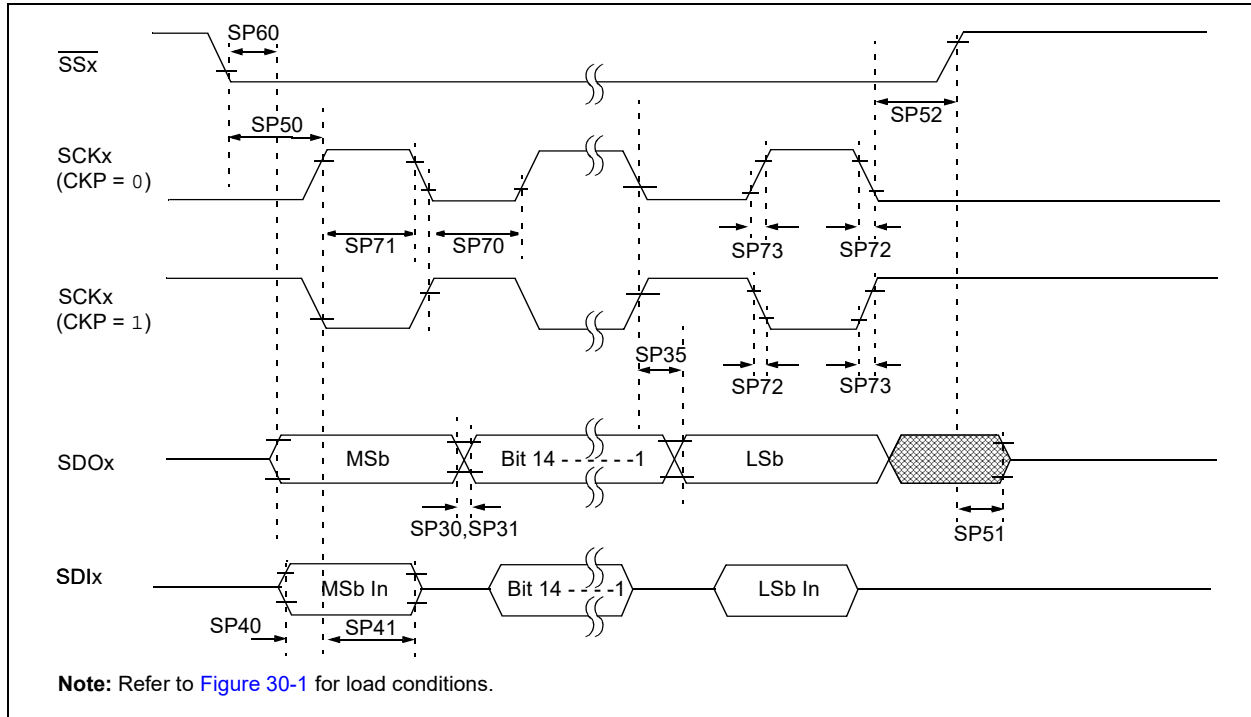 SP60
SSx
SP50
SP52
SCKx
(CKP = 0)
SP71
SP70
SP73
SP72
SCKx
(CKP = 1)
SP35
SP72
SP73
SDOx
MSb
Bit 14 - - - - - -1
LSb
SP30,SP31
SP51
SDIx
MSb In
Bit 14 - - - -1
LSb In
SP40
SP41
Note: Refer to Figure 30-1 for load conditions.